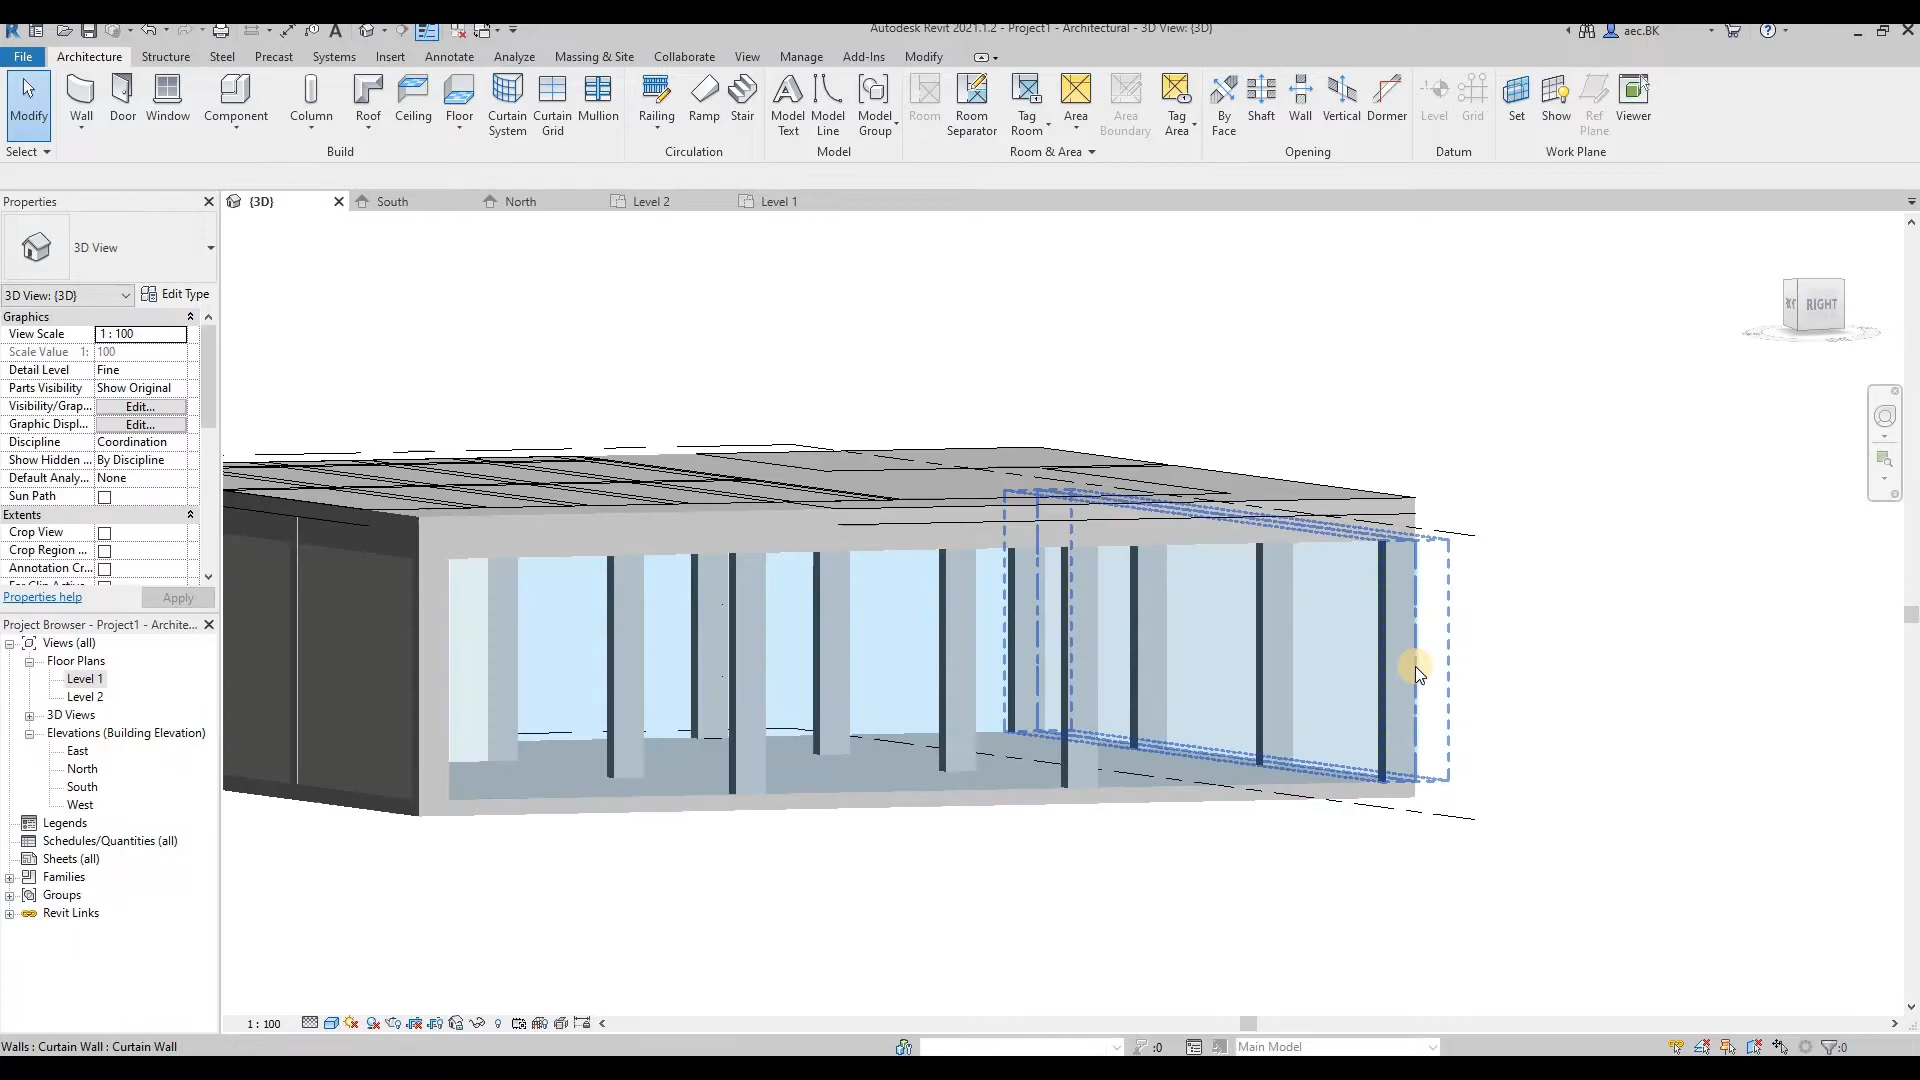 Autodesk Revit 2021.1.2 - Project1 - Architectural - 3D View: {3D}
aec.BK
File Architecture Structure Steel Precast Systems Insert Annotate Analyze Massing & Site Collaborate View Manage Add-Ins Modify
Modify Wall Door Window Component Column Roof Ceiling Floor Curtain System Curtain Grid Mullion Railing Ramp Stair Model Text Model Line Model Group Room Room Separator Tag Room Area Area Boundary Tag Area By Face Shaft Wall Vertical Dormer Level Grid Set Show Ref Plane Viewer
Select Build Circulation Model Room & Area Opening Datum Work Plane
Properties
{3D} South North Level 2 Level 1
3D View
3D View: {3D} Edit Type
Graphics
View Scale 1 : 100
Scale Value 1: 100
Detail Level Fine
Parts Visibility Show Original
Visibility/Grap... Edit...
Graphic Displ... Edit...
Discipline Coordination
Show Hidden ... By Discipline
Default Analy... None
Sun Path
Extents
Crop View
Crop Region ...
Annotation Cr...
Properties help Apply
Project Browser - Project1 - Archite...
Views (all)
Floor Plans
Level 1
Level 2
3D Views
Elevations (Building Elevation)
East
North
South
West
Legends
Schedules/Quantities (all)
Sheets (all)
Families
Groups
Revit Links
RIGHT
1 : 100
Walls : Curtain Wall : Curtain Wall
:0
Main Model
:0